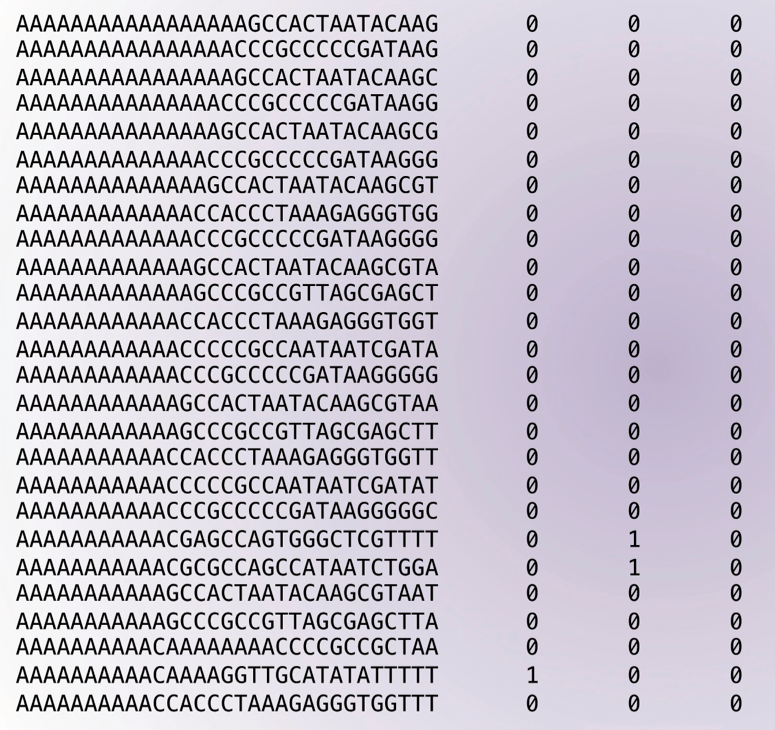 AAAAAAAAAAAAAAAAAGCCACTAATACAAG 0 0 0
AAAAAAAAAAAAAAAACCCGCCCCCGATAAG 0 0 0
AAAAAAAAAAAAAAAAGCCACTAATACAAGC 0 0 0
AAAAAAAAAAAAAAACCCGCCCCCGATAAGG 0 0 0
AAAAAAAAAAAAAAAGCCACTAATACAAGCG 0 0 0
AAAAAAAAAAAAAACCCGCCCCCGATAAGGG 0 0 0
AAAAAAAAAAAAAAGCCACTAATACAAGCGT 0 0 0
AAAAAAAAAAAAACCACCCTAAAGAGGGTGG 0 0 0
AAAAAAAAAAAAACCCGCCCCCGATAAGGGG 0 0 0
AAAAAAAAAAAAAGCCACTAATACAAGCGTA 0 0 0
AAAAAAAAAAAAAGCCCGCCGTTAGCGAGCT 0 0 0
AAAAAAAAAAAACCACCCTAAAGAGGGTGGT 0 0 0
AAAAAAAAAAAACCCCCGCCAATAATCGATA 0 0 0
AAAAAAAAAAAACCCGCCCCCGATAAGGGGG 0 0 0
AAAAAAAAAAAAGCCACTAATACAAGCGTAA 0 0 0
AAAAAAAAAAAAGCCCGCCGTTAGCGAGCTT 0 0 0
AAAAAAAAAAACCACCCTAAAGAGGGTGGTT 0 0 0
AAAAAAAAAAACCCCCGCCAATAATCGATAT 0 0 0
AAAAAAAAAAACCCGCCCCCGATAAGGGGGC 0 0 0
AAAAAAAAAAACGAGCCAGTGGGCTCGTTTT 0 1 0
AAAAAAAAAAACGCGCCAGCCATAATCTGGA 0 1 0
AAAAAAAAAAAGCCACTAATACAAGCGTAAT 0 0 0
AAAAAAAAAAAGCCCGCCGTTAGCGAGCTTA 0 0 0
AAAAAAAAAACAAAAAAAACCCCGCCGCTAA 0 0 0
AAAAAAAAAACAAAAGGTTGCATATATTTTT 1 0 0
AAAAAAAAAACCACCCTAAAGAGGGTGGTTT 0 0 0